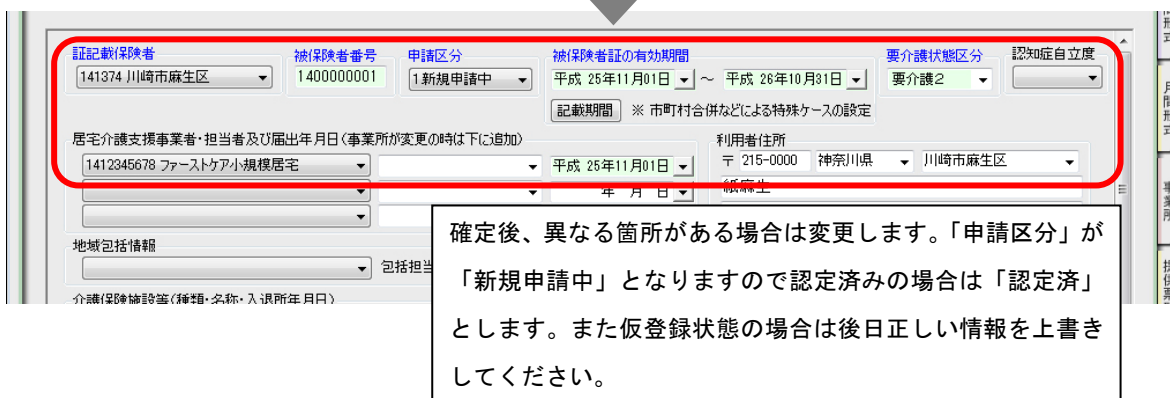 証記載保険者 被保険者番号 申請区分 被保険者証の有効期間 要介護状態区分 認知症自立度
141374 川崎市麻生区 1400000001 1 新規申請中 平成 25年11月01日 ～ 平成 26年10月31日 要介護2
記載期間 ※ 市町村合併などによる特殊ケースの設定
居宅介護支援事業者・担当者及び届出年月日(事業所が変更の時は下に追加) 利用者住所
1412345678 ファーストケア小規模居宅 平成 25年11月01日 〒 215-0000 神奈川県 川崎市麻生区
年 月 日
地域包括情報
包括担当
介護保険施設等(種類・名称・入退所年月日)
確定後、異なる箇所がある場合は変更します。「申請区分」が
「新規申請中」となりますので認定済みの場合は「認定済」
とします。また仮登録状態の場合は後日正しい情報を上書き
してください。
月間形式
事業所